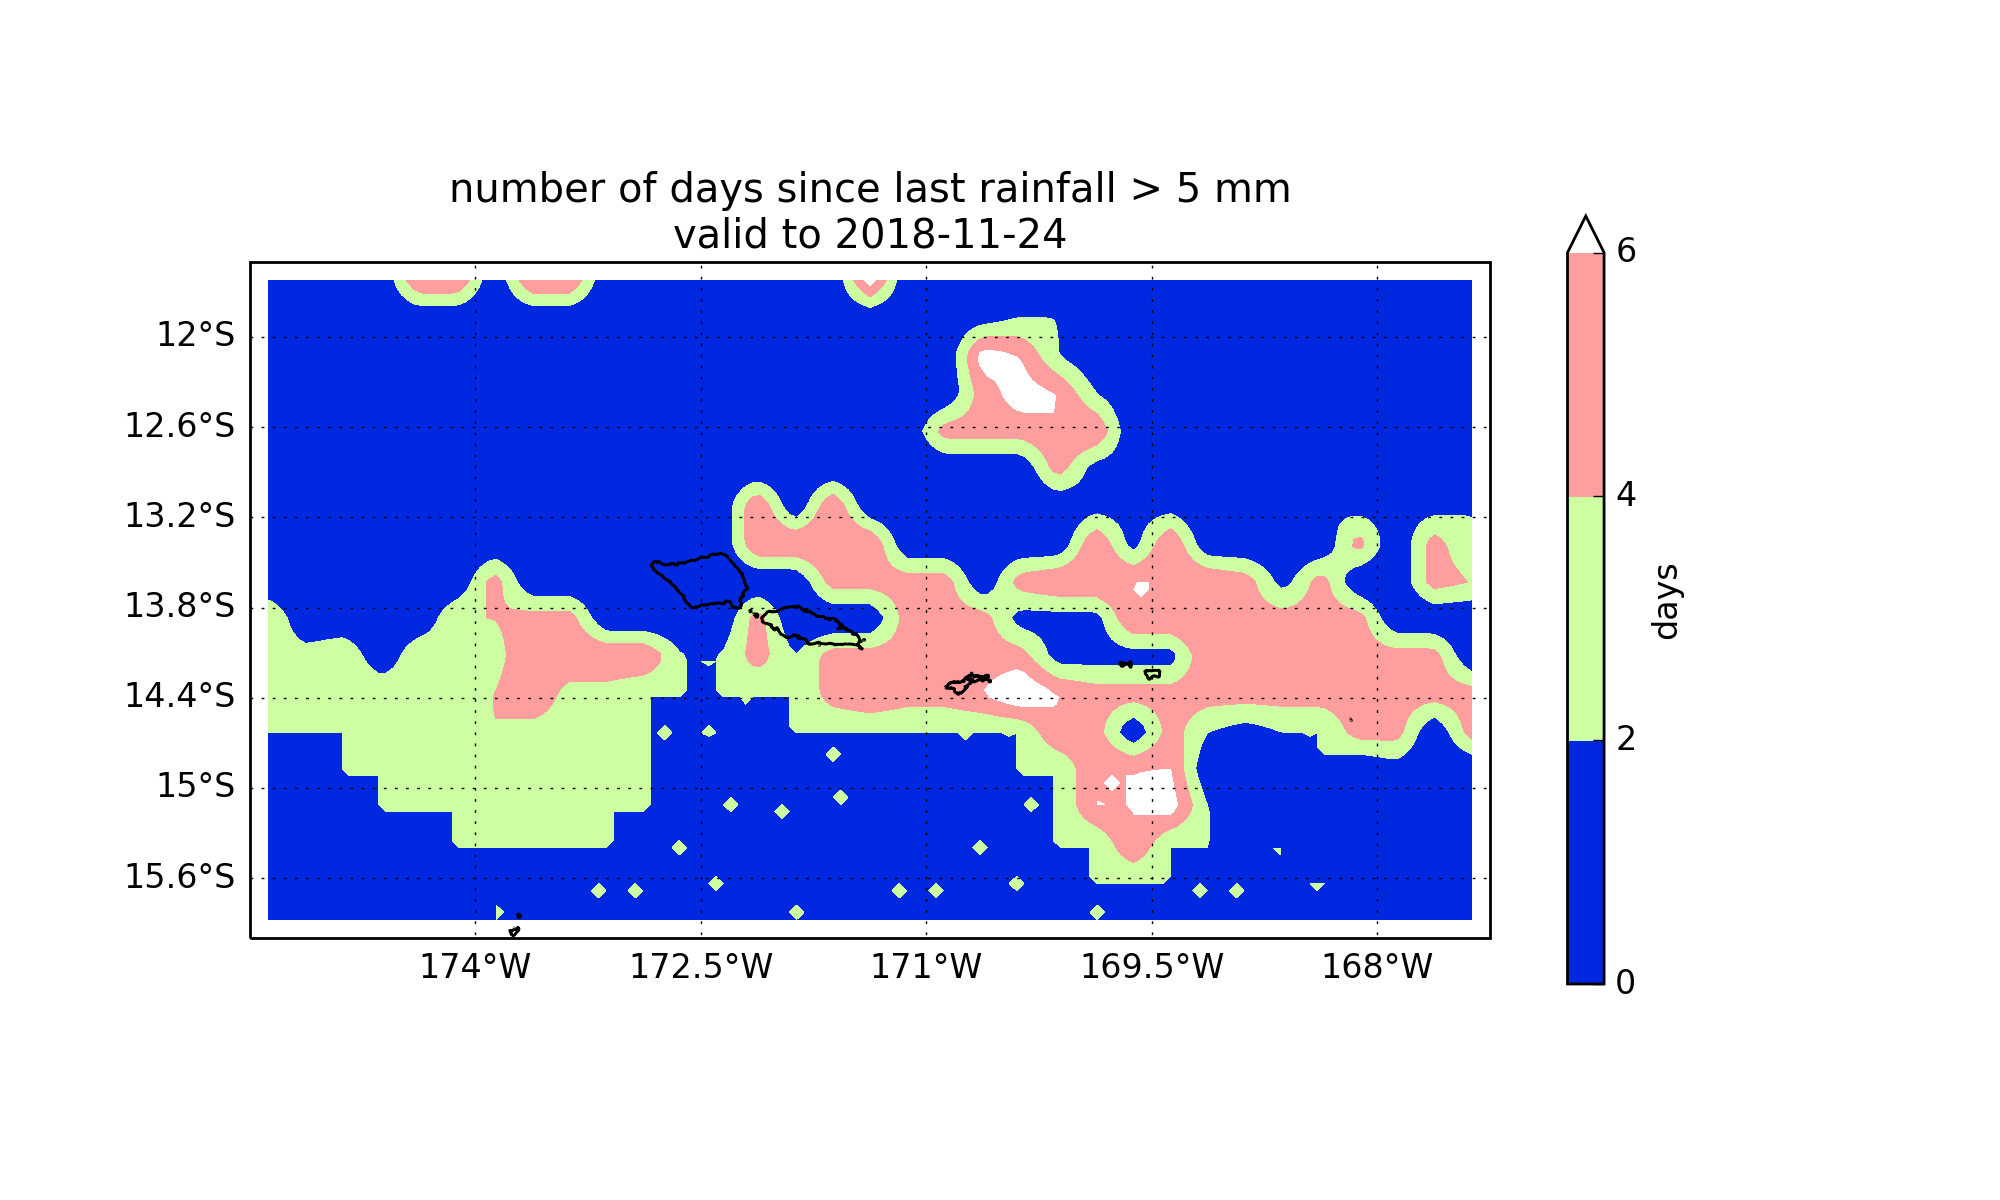 number of days since last rainfall > 5 mm
valid to 2018-11-24
12°S
12.6°S
13.2°S
13.8°S
14.4°S
15°S
15.6°S
174°W
172.5°W
171°W
169.5°W
168°W
6
4
2
0
days